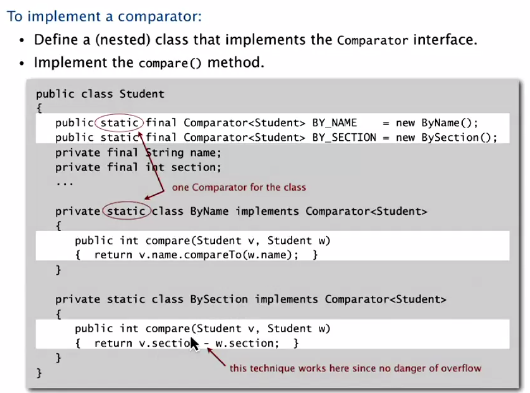 To implement a comparator:
• Define a (nested) class that implements the Comparator interface.
• Implement the compare() method.
public class Student
{
public static final Comparator<Student> BY_NAME = new ByName();
public static final Comparator<Student> BY_SECTION = new BySection();
private final String name;
private final int section;
...
one Comparator for the class
private static class ByName implements Comparator<Student>
{
public int compare(Student v, Student w)
{ return v.name.compareTo(w.name); }
}
private static class BySection implements Comparator<Student>
{
public int compare(Student v, Student w)
{ return v.section - w.section; }
}
this technique works here since no danger of overflow
}